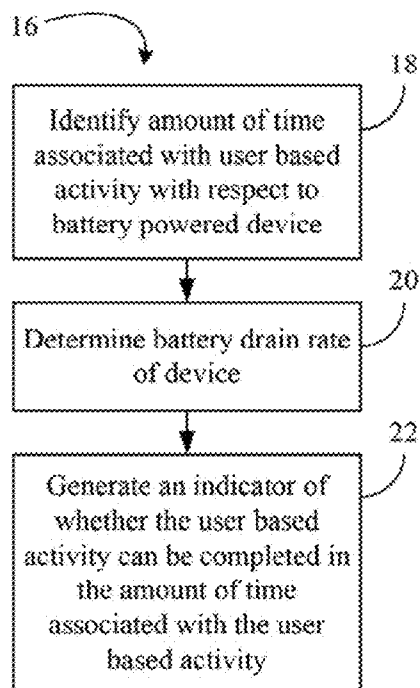 16
18
Identify amount of time
associated with user based
activity with respect to
battery powered device
20
Determine battery drain rate
of device
22
Generate an indicator of
whether the user based
activity can be completed in
the amount of time
associated with the user
based activity